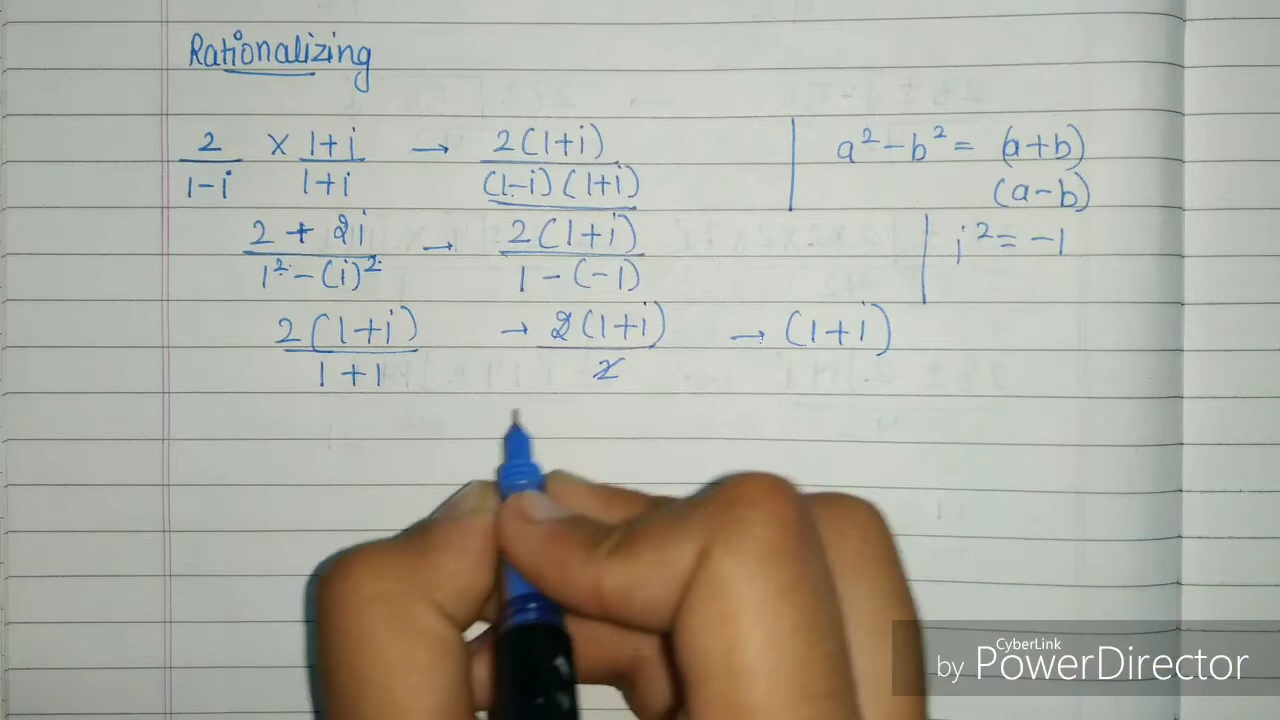 Rationalizing
2/1-i × 1+i/1+i → 2(1+i)/(1-i)(1+i)
a² - b² = (a+b)
(a-b)
2 + 2i/1² - (i)² → 2(1+i)/1 - (-1)
i² = -1
2(1+i)/1+1 → 2(1+i)/2 → (1+i)
CyberLink
by PowerDirector